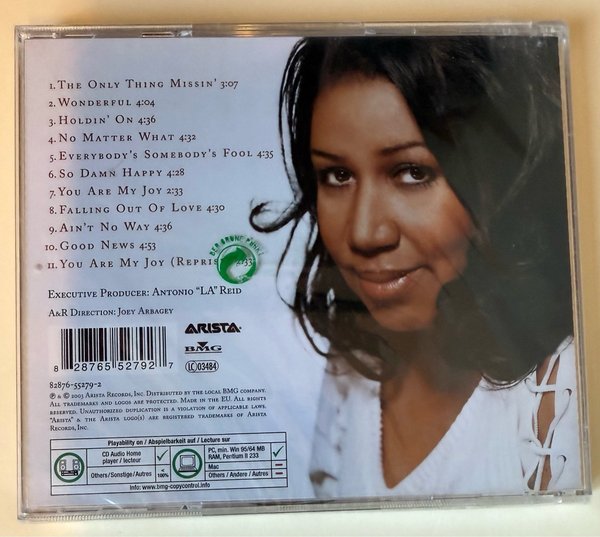 1. The Only Thing Missin' 3:07
2. Wonderful 4:04
3. Holdin' On 4:36
4. No Matter What 4:32
5. Everybody's Somebody's Fool 4:35
6. So Damn Happy 4:28
7. You Are My Joy 2:33
8. Falling Out Of Love 4:30
9. Ain't No Way 4:36
10. Good News 4:53
11. You Are My Joy (Repris 2:33
DER GRÜNE PUNKT
Executive Producer: Antonio "LA" Reid
A&R Direction: Joey Arbagey
ARISTA
BMG
LC 03484
8 28765 52792 7
82876-55279-2
℗ & © 2003 Arista Records, Inc. Distributed by the local BMG company.
All trademarks and logos are protected. Made in the EU. All rights
reserved. Unauthorized duplication is a violation of applicable laws.
"Arista" & the Arista logo(s) are registered trademarks of Arista
Records, Inc.
Playability on / Abspielbarkeit auf / Lecture sur
CD Audio Home
player / lecteur
Others/Sonstige/Autres
100%
PC, min. Win 95/64 MB
RAM, Pentium II 233
Mac
Others / Andere / Autres
Info: www.bmg-copycontrol.info